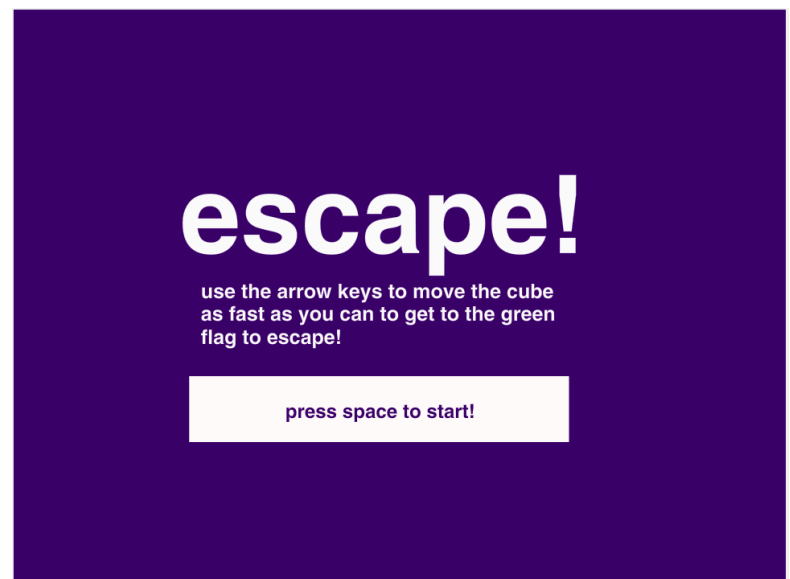 escape!
use the arrow keys to move the cube
as fast as you can to get to the green
flag to escape!
press space to start!